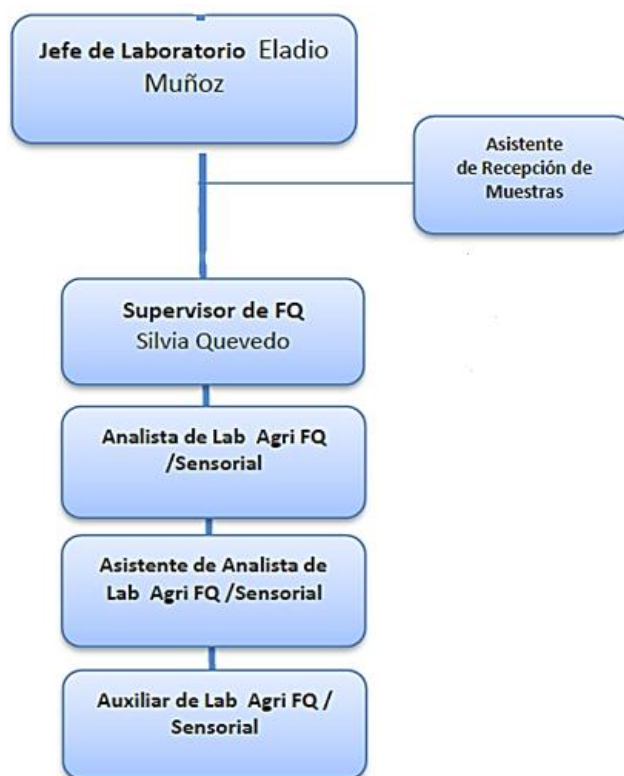 Jefe de Laboratorio Eladio
Muñoz
Asistente
de Recepción de
Muestras
Supervisor de FQ
Silvia Quevedo
Analista de Lab Agri FQ
/Sensorial
Asistente de Analista de
Lab Agri FQ /Sensorial
Auxiliar de Lab Agri FQ /
Sensorial